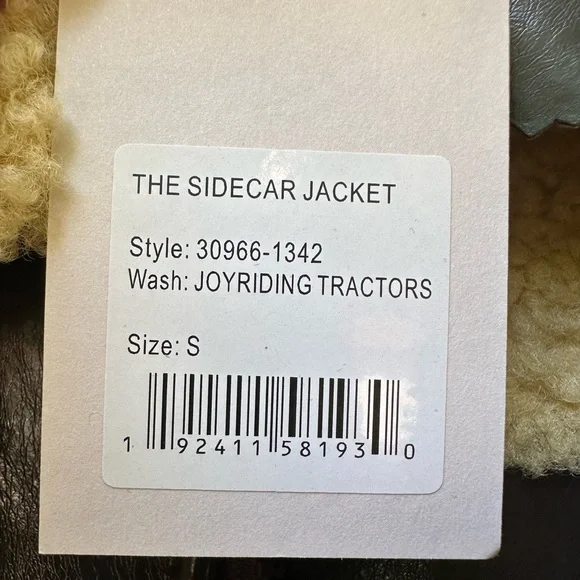 THE SIDECAR JACKET
Style: 30966-1342
Wash: JOYRIDING TRACTORS
Size: S
1 92411 58193 0